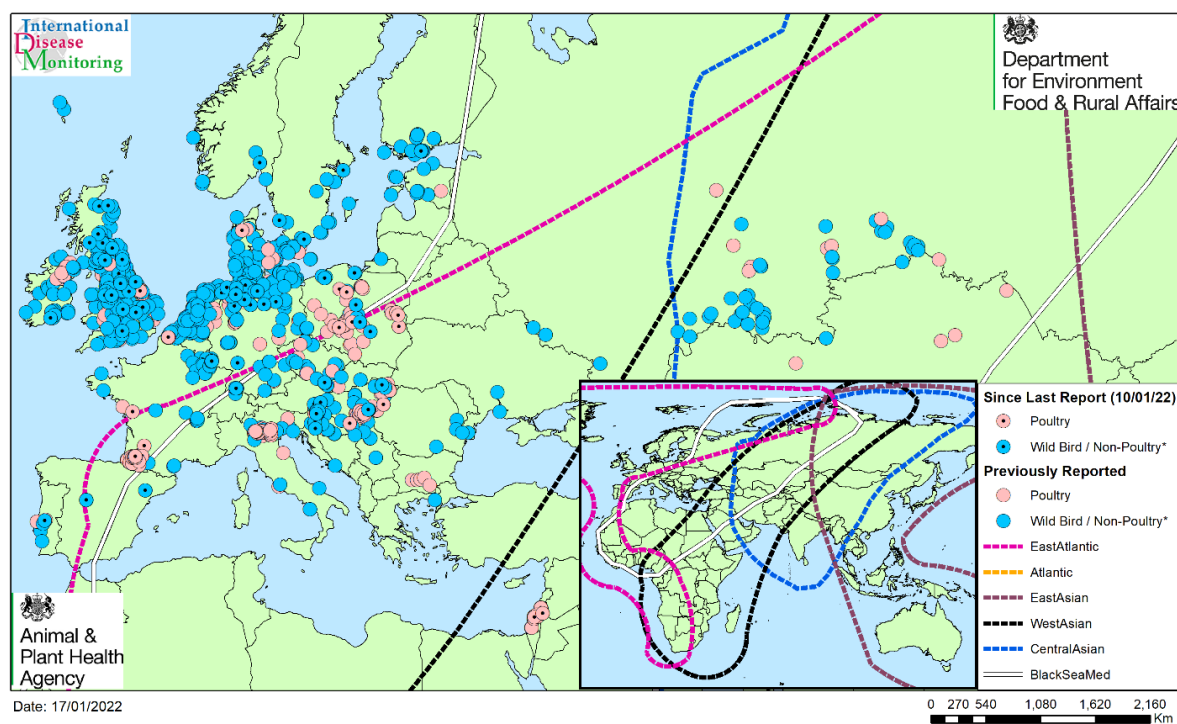 International
Disease
Monitoring
Department
for Environment
Food & Rural Affairs
Since Last Report (10/01/22)
Poultry
Wild Bird / Non-Poultry*
Previously Reported
Poultry
Wild Bird / Non-Poultry*
EastAtlantic
Atlantic
EastAsian
WestAsian
CentralAsian
BlackSeaMed
Animal &
Plant Health
Agency
Date: 17/01/2022
0 270 540 1,080 1,620 2,160
Km